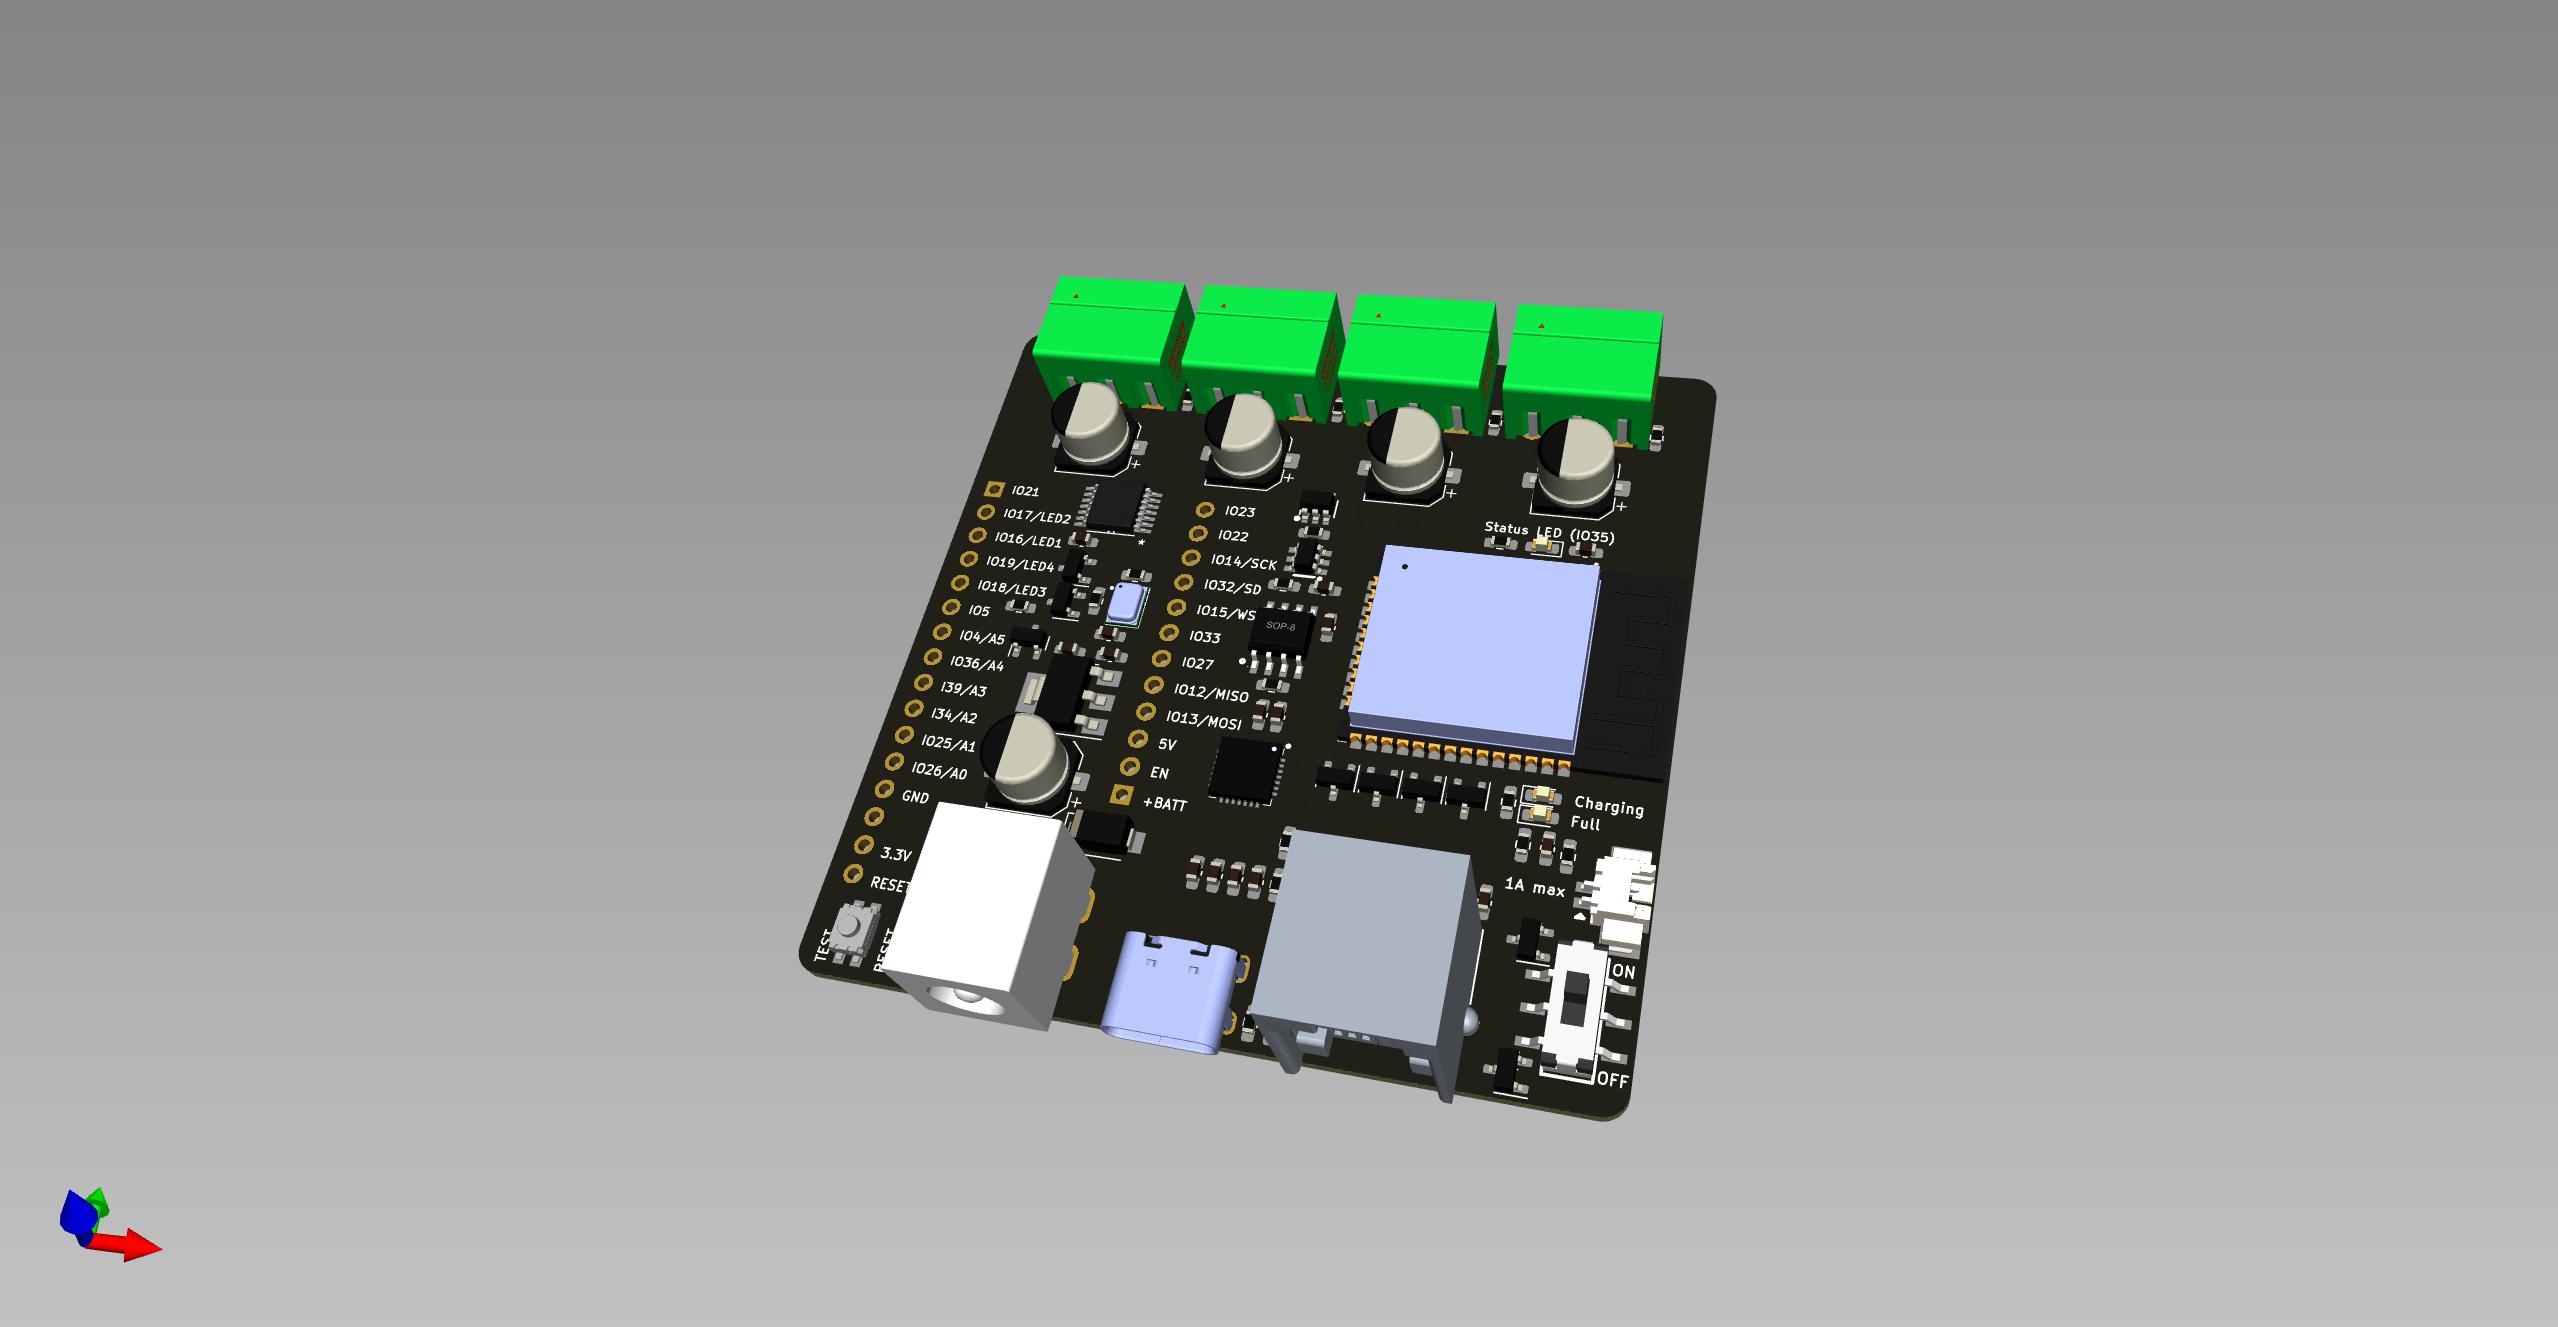 IO21
IO17/LED2
IO16/LED1
IO19/LED4
IO18/LED3
IO5
IO4/A5
IO36/A4
I39/A3
I34/A2
IO25/A1
IO26/A0
GND
3.3V
RESET
TEST
RESET
*
IO23
IO22
IO14/SCK
IO32/SD
IO15/WS
IO33
IO27
IO12/MISO
IO13/MOSI
5V
EN
+BATT
SOP-8
Status LED (IO35)
Charging
Full
1A max
ON
OFF
+
+
+
+
+